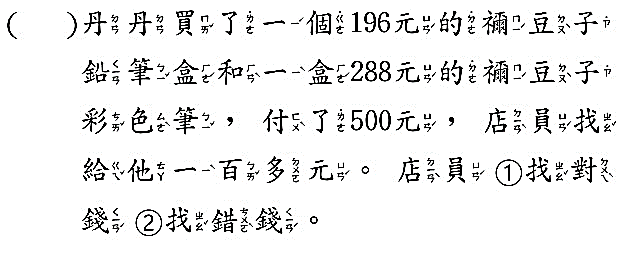 (　　)丹丹買了一個196元的禰豆子
鉛筆盒和一盒288元的禰豆子
彩色筆，付了500元，店員找
給他一百多元。店員①找對
錢②找錯錢。